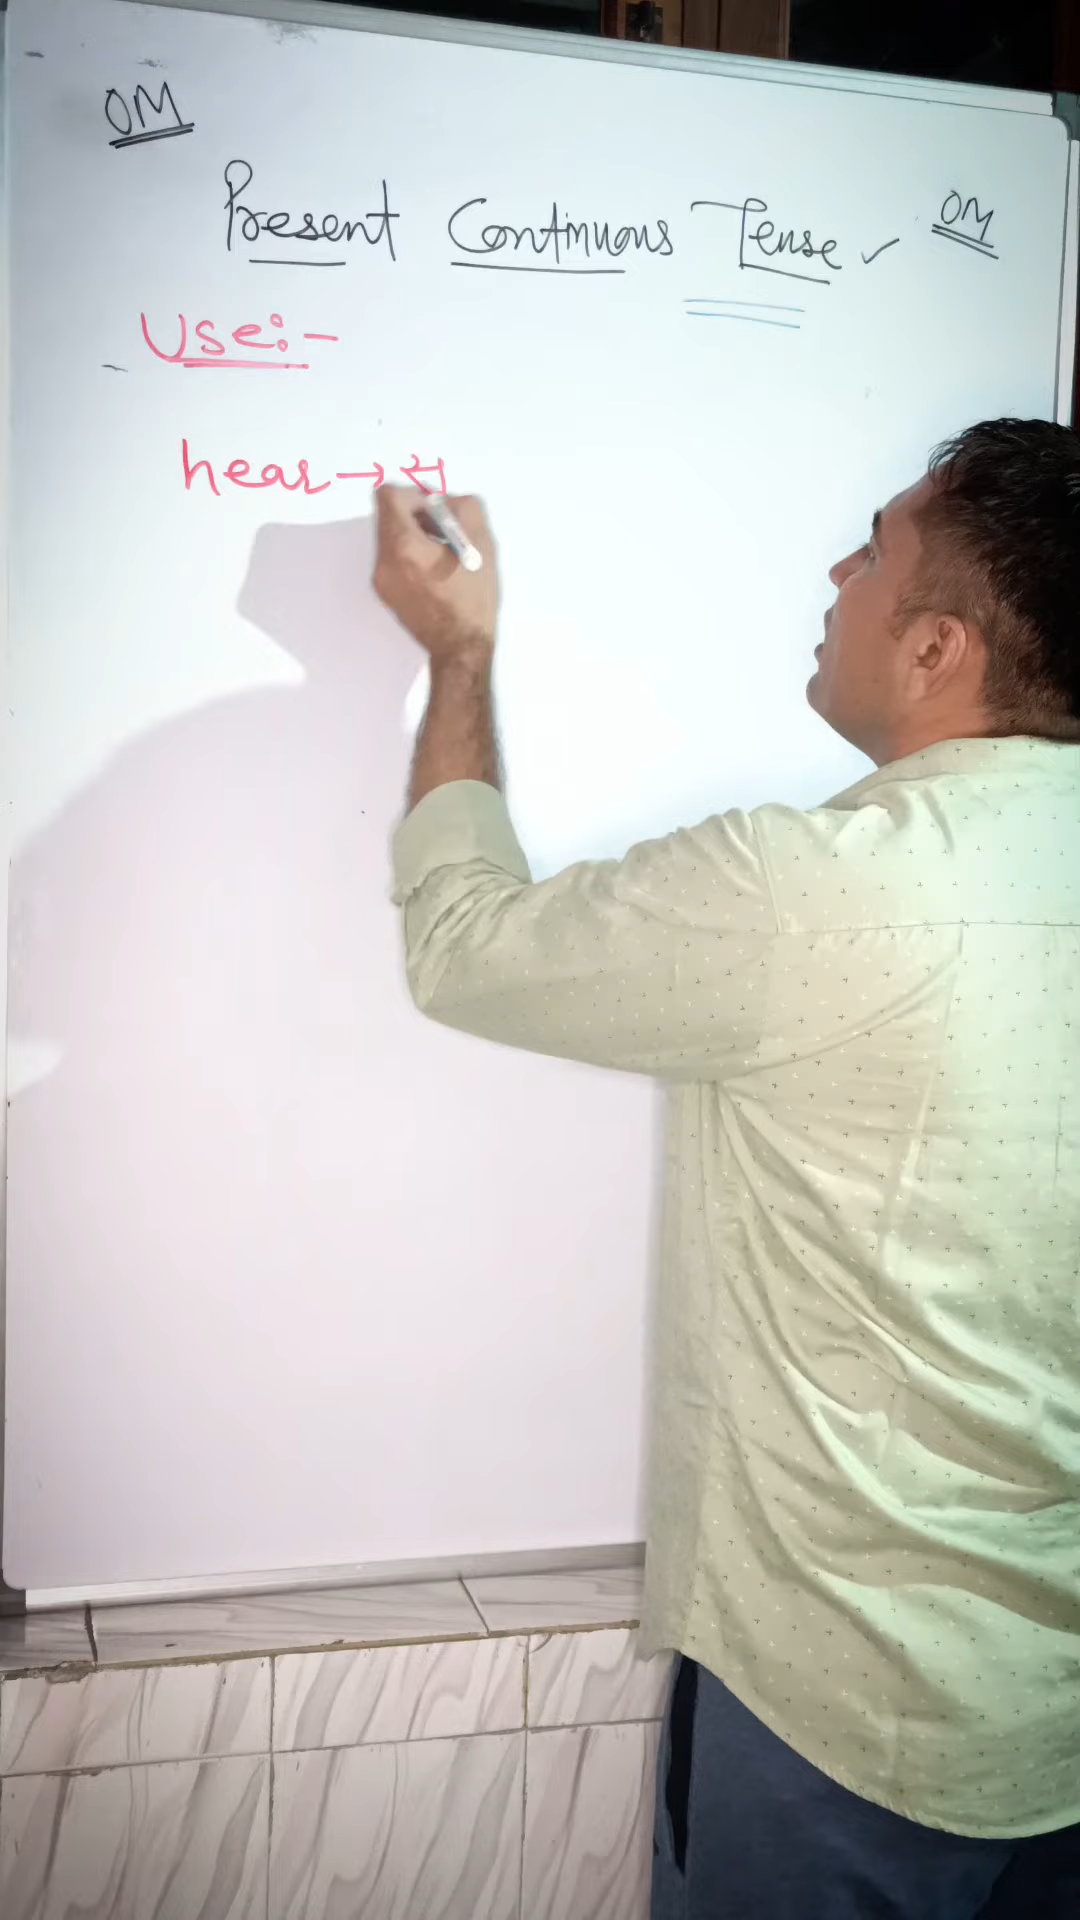 OM
Present Continuous Tense ✓ OM
Use:-
hear → स